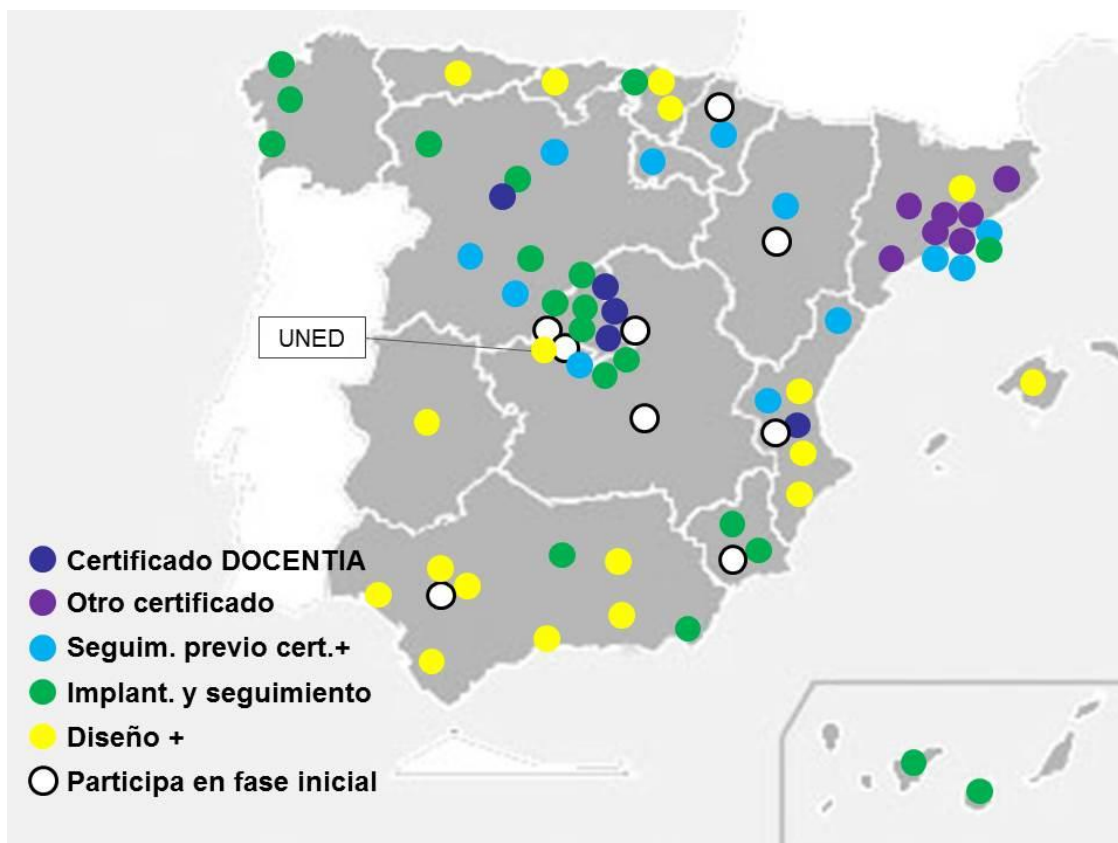 UNED
Certificado DOCENTIA
Otro certificado
Seguim. previo cert.+
Implant. y seguimiento
Diseño +
Participa en fase inicial